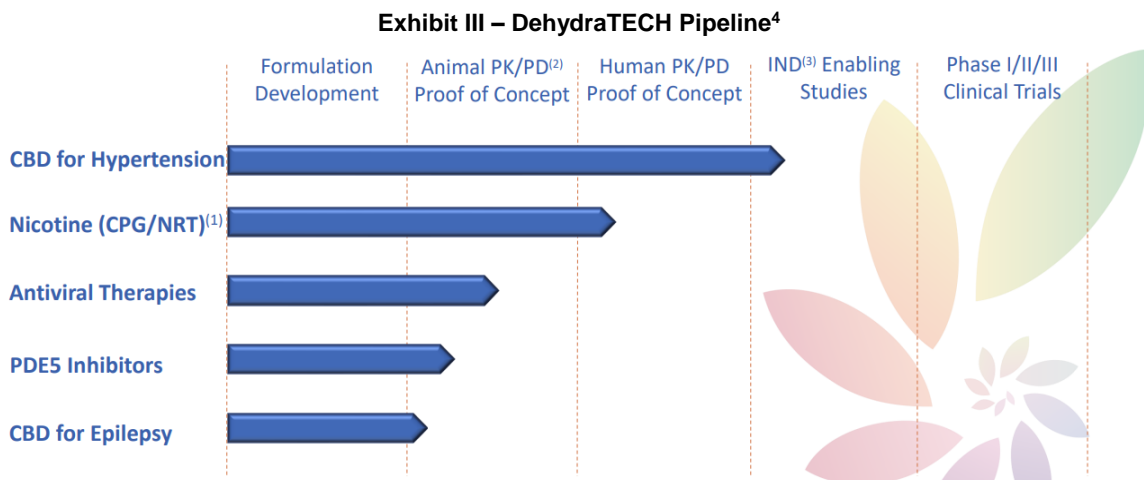 Exhibit III – DehydraTECH Pipeline⁴
Formulation Development
Animal PK/PD⁽²⁾ Proof of Concept
Human PK/PD Proof of Concept
IND⁽³⁾ Enabling Studies
Phase I/II/III Clinical Trials
CBD for Hypertension
Nicotine (CPG/NRT)⁽¹⁾
Antiviral Therapies
PDE5 Inhibitors
CBD for Epilepsy